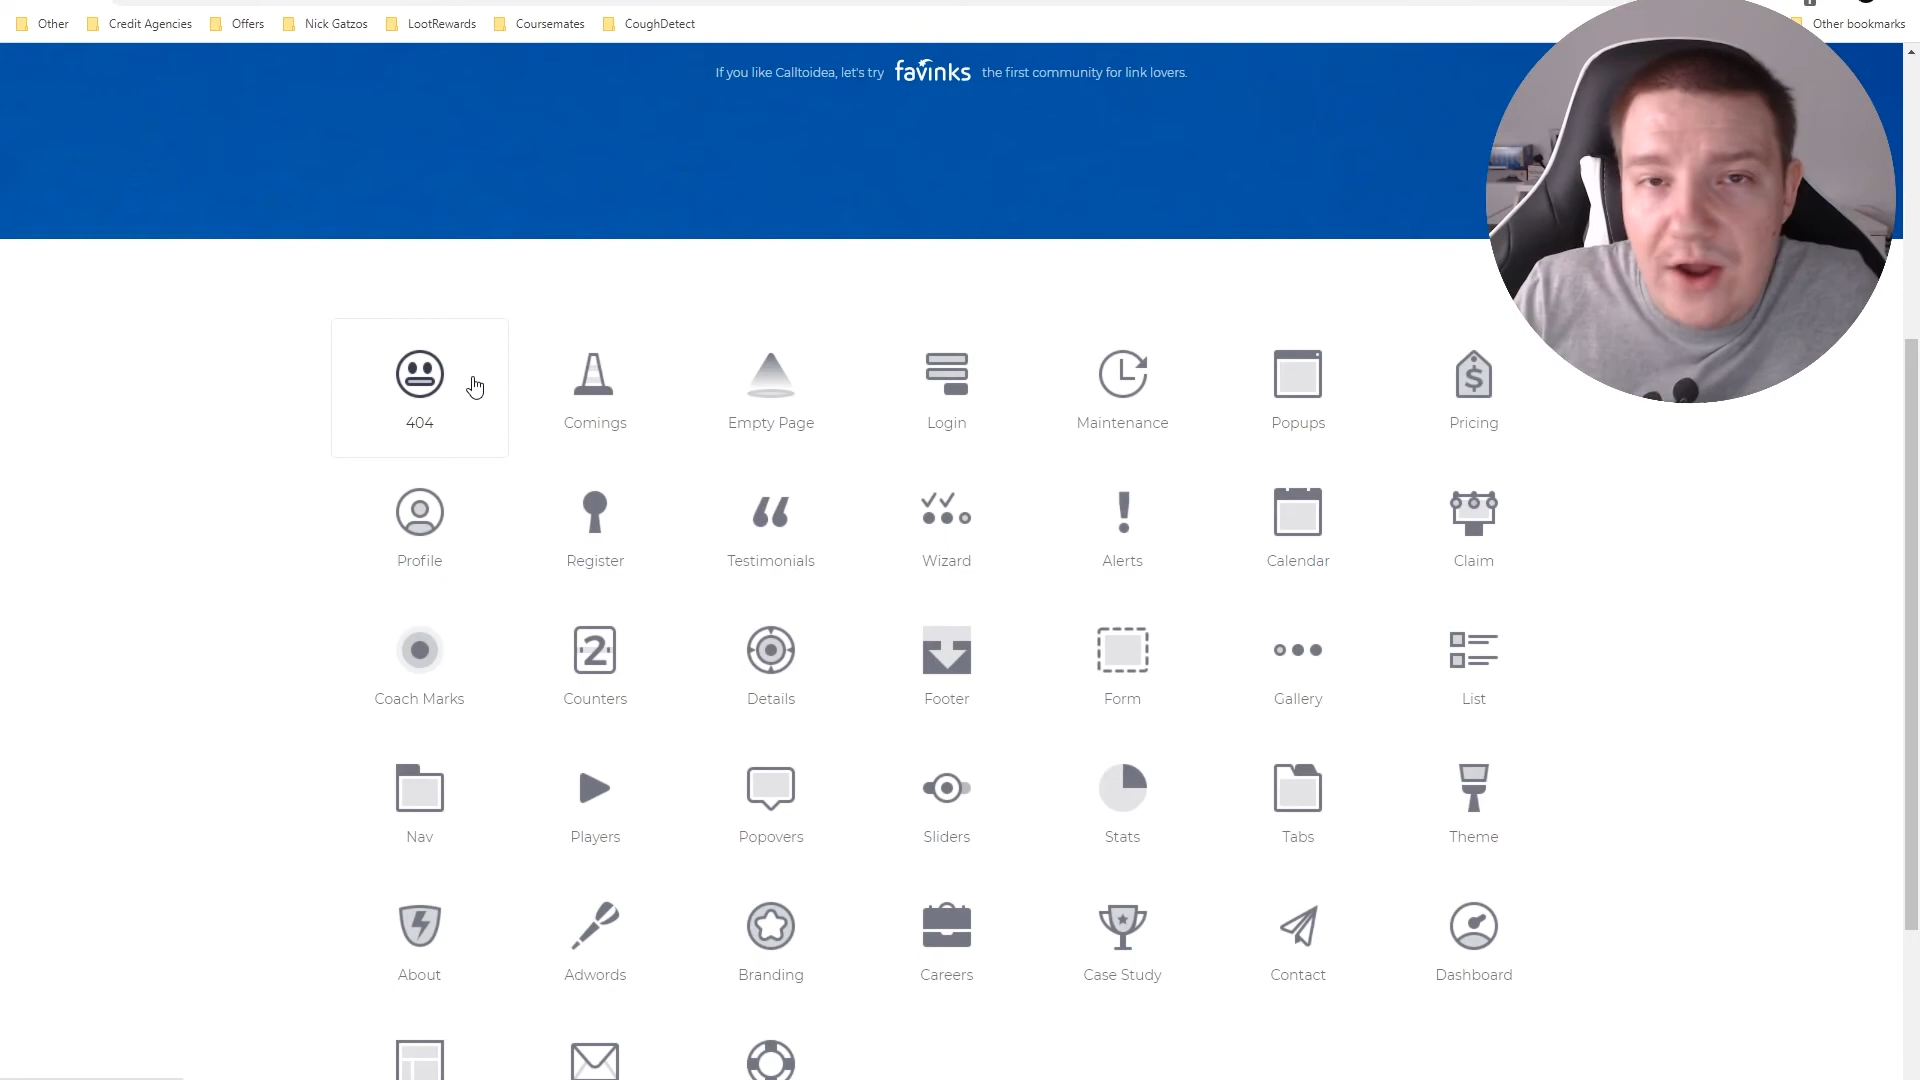 Other Credit Agencies Offers Nick Gatzos LootRewards Coursemates CoughDetect Other bookmarks
If you like Calltoidea, let's try favinks the first community for link lovers.
404 Comings Empty Page Login Maintenance Popups Pricing
Profile Register Testimonials Wizard Alerts Calendar Claim
2
Coach Marks Counters Details Footer Form Gallery List
Nav Players Popovers Sliders Stats Tabs Theme
About Adwords Branding Careers Case Study Contact Dashboard